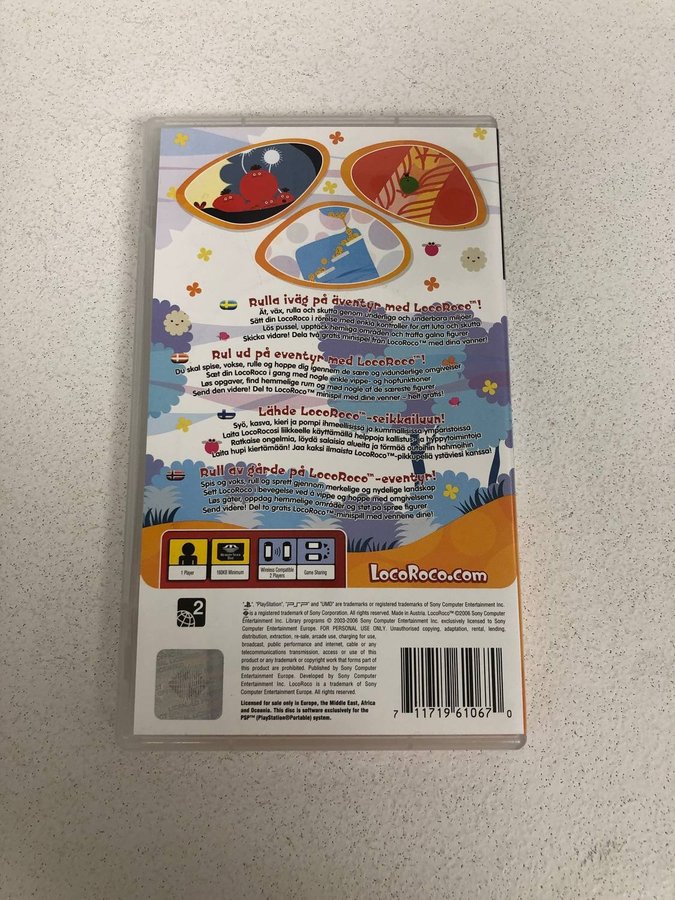 Rulla iväg på äventyr med LocoRoco™!
Ät, väx, rulla och skutta genom underliga och underbara miljöer
Sätt din LocoRoco i rörelse med enkla kontroller för att luta och skutta
Lös pussel, upptäck hemliga områden och träffa galna figurer
Skicka vidare! Dela två gratis minispel från LocoRoco™ med dina vänner!
Rul ud på eventyr med LocoRoco™!
Du skal spise, vokse, rulle og hoppe dig igennem de sære og vidunderlige omgivelser
Sæt din LocoRoco i gang med nogle enkle vippe- og hopfunktioner
Løs opgaver, find hemmelige rum og mød nogle af de særeste figurer
Send den videre! Del to LocoRoco™ minispil med dine venner - helt gratis!
Lähde LocoRoco™-seikkailuun!
Syö, kasva, kieri ja pompi ihmeellisissä ja kummallisissa ympäristöissä
Laita LocoRocosi liikkeelle käyttämällä helppoja kallistus- ja hyppytoimintoja
Ratkaise ongelmia, löydä salaisia alueita ja törmää outoihin hahmoihin
Laita hupi kiertämään! Jaa kaksi ilmaista LocoRoco™-pikkupeliä ystäviesi kanssa!
Rull av gårde på LocoRoco™-eventyr!
Spis og voks, rull og sprett gjennom merkelige og nydelige landskap
Sett LocoRoco i bevegelse ved å vippe og hoppe med omgivelsene
Løs gåter, oppdag hemmelige områder og støt på sprøe figurer
Send videre! Del to gratis LocoRoco™-minispill med vennene dine!
1 Player
MEMORY STICK Duo
160KB Minimum
Wireless Compatible
2 Players
Game Sharing
LocoRoco.com
2
"PlayStation", "PSP" and "UMD" are trademarks or registered trademarks of Sony Computer Entertainment Inc.
is a registered trademark of Sony Corporation. All rights reserved. Made in Austria. LocoRoco™©2006 Sony Computer
Entertainment Inc. Library programs © 2003-2006 Sony Computer Entertainment Inc. exclusively licensed to Sony
Computer Entertainment Europe. FOR PERSONAL USE ONLY. Unauthorised copying, adaptation, rental, lending,
distribution, extraction, re-sale, arcade use, charging for use,
broadcast, public performance and internet, cable or any
telecommunications transmission, access or use of this
product or any trademark or copyright work that forms part of
this product are prohibited. Published by Sony Computer
Entertainment Europe. Developed by Sony Computer
Entertainment Inc. LocoRoco is a trademark of Sony
Computer Entertainment Europe. All rights reserved.
Licensed for sale only in Europe, the Middle East, Africa
and Oceania. This disc is software exclusively for the
PSP™ (PlayStation®Portable) system.
7 11719 61067 0